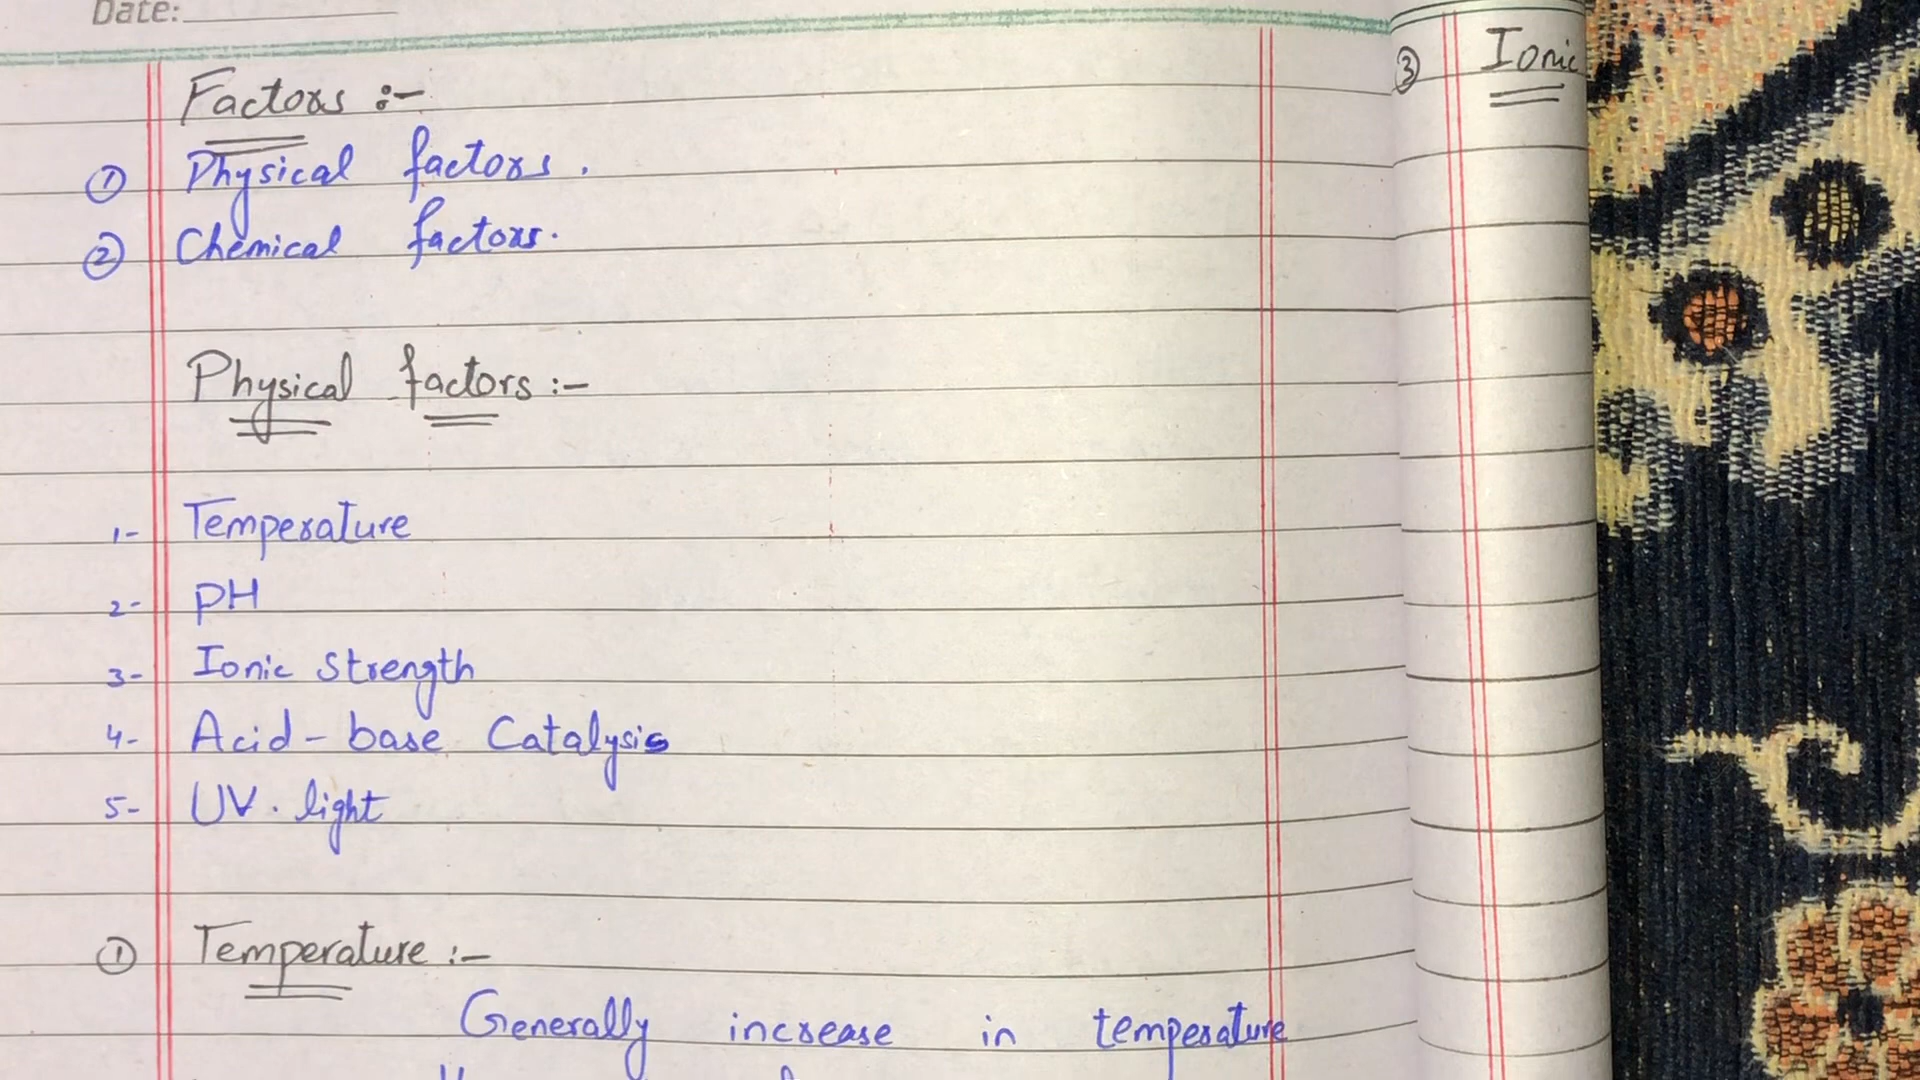 Date:
Factors :-
① Physical factors.
② Chemical factors.
Physical factors :-
1- Temperature
2- PH
3- Ionic Strength
4- Acid-base Catalysis
5- UV. light
① Temperature :-
Generally increase in temperature
③ Ionic